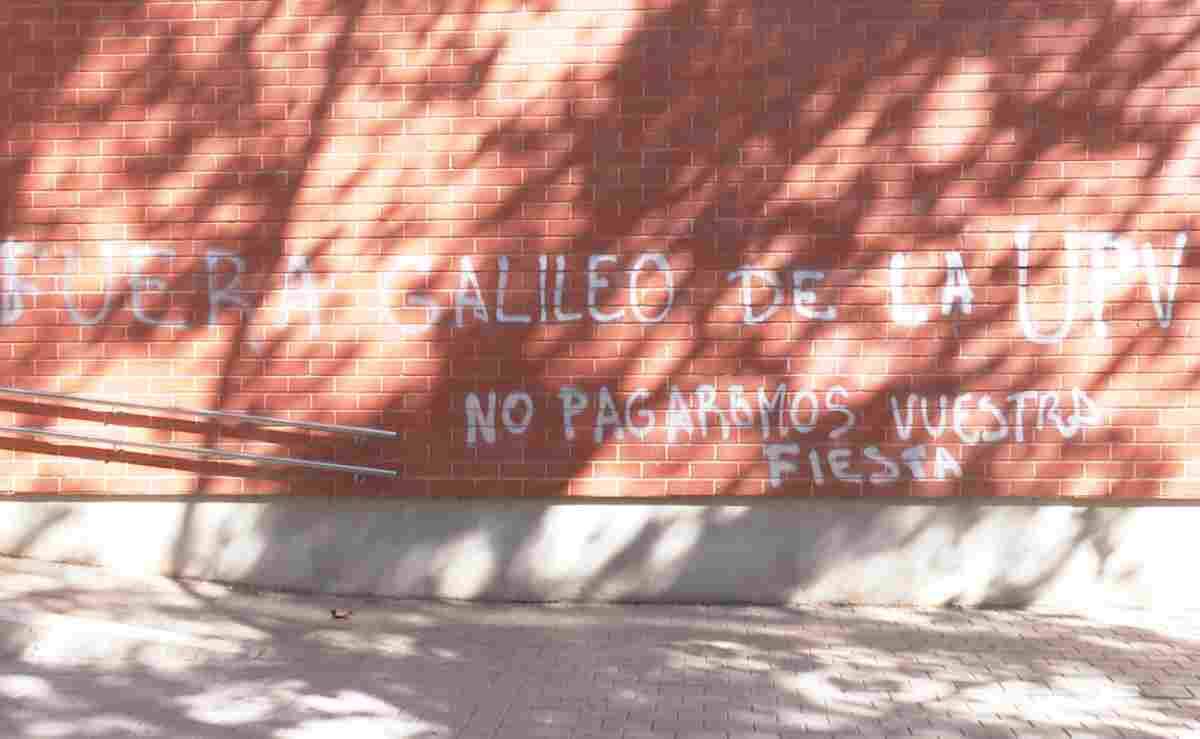 FUERA GALILEO DE LA UPV
NO PAGAREMOS VUESTRA
FIESTA